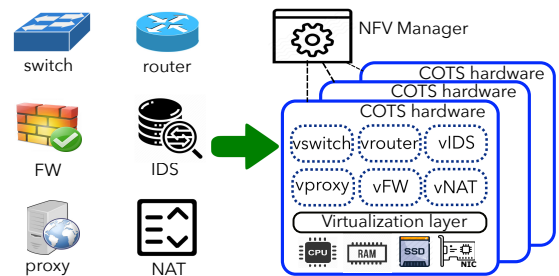 NFV Manager
switch
router
COTS hardware
COTS hardware
COTS hardware
FW
IDS
vswitch
vrouter
vIDS
vproxy
vFW
vNAT
Virtualization layer
proxy
NAT
CPU
RAM
SSD
NIC